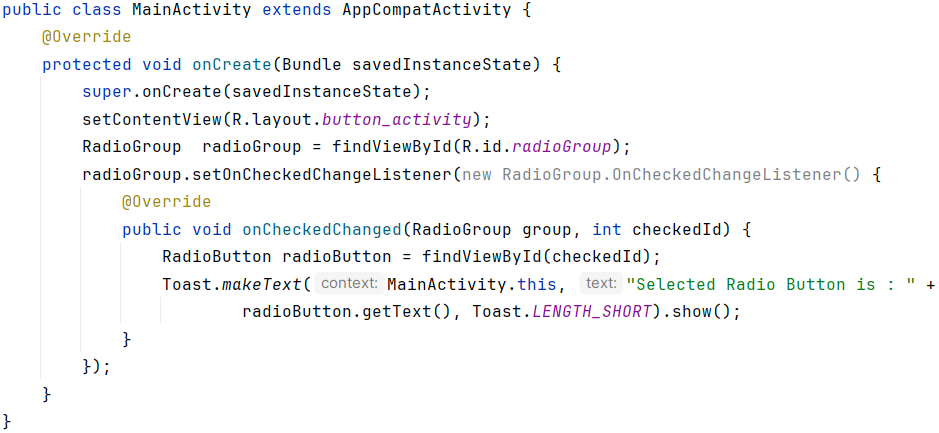 public class MainActivity extends AppCompatActivity {
@Override
protected void onCreate(Bundle savedInstanceState) {
super.onCreate(savedInstanceState);
setContentView(R.layout.button_activity);
RadioGroup  radioGroup = findViewById(R.id.radioGroup);
radioGroup.setOnCheckedChangeListener(new RadioGroup.OnCheckedChangeListener() {
@Override
public void onCheckedChanged(RadioGroup group, int checkedId) {
RadioButton radioButton = findViewById(checkedId);
Toast.makeText( context: MainActivity.this, text: "Selected Radio Button is : " +
radioButton.getText(), Toast.LENGTH_SHORT).show();
}
});
}
}